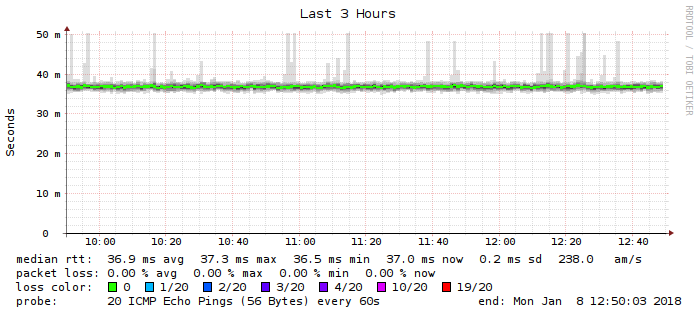 Last 3 Hours
RRDTOOL / TOBI OETIKER
Seconds
50 m
40 m
30 m
20 m
10 m
0
10:00 10:20 10:40 11:00 11:20 11:40 12:00 12:20 12:40
median rtt: 36.9 ms avg 37.3 ms max 36.5 ms min 37.0 ms now 0.2 ms sd 238.0 am/s
packet loss: 0.00 % avg 0.00 % max 0.00 % min 0.00 % now
loss color: 0 1/20 2/20 3/20 4/20 10/20 19/20
probe: 20 ICMP Echo Pings (56 Bytes) every 60s end: Mon Jan 8 12:50:03 2018